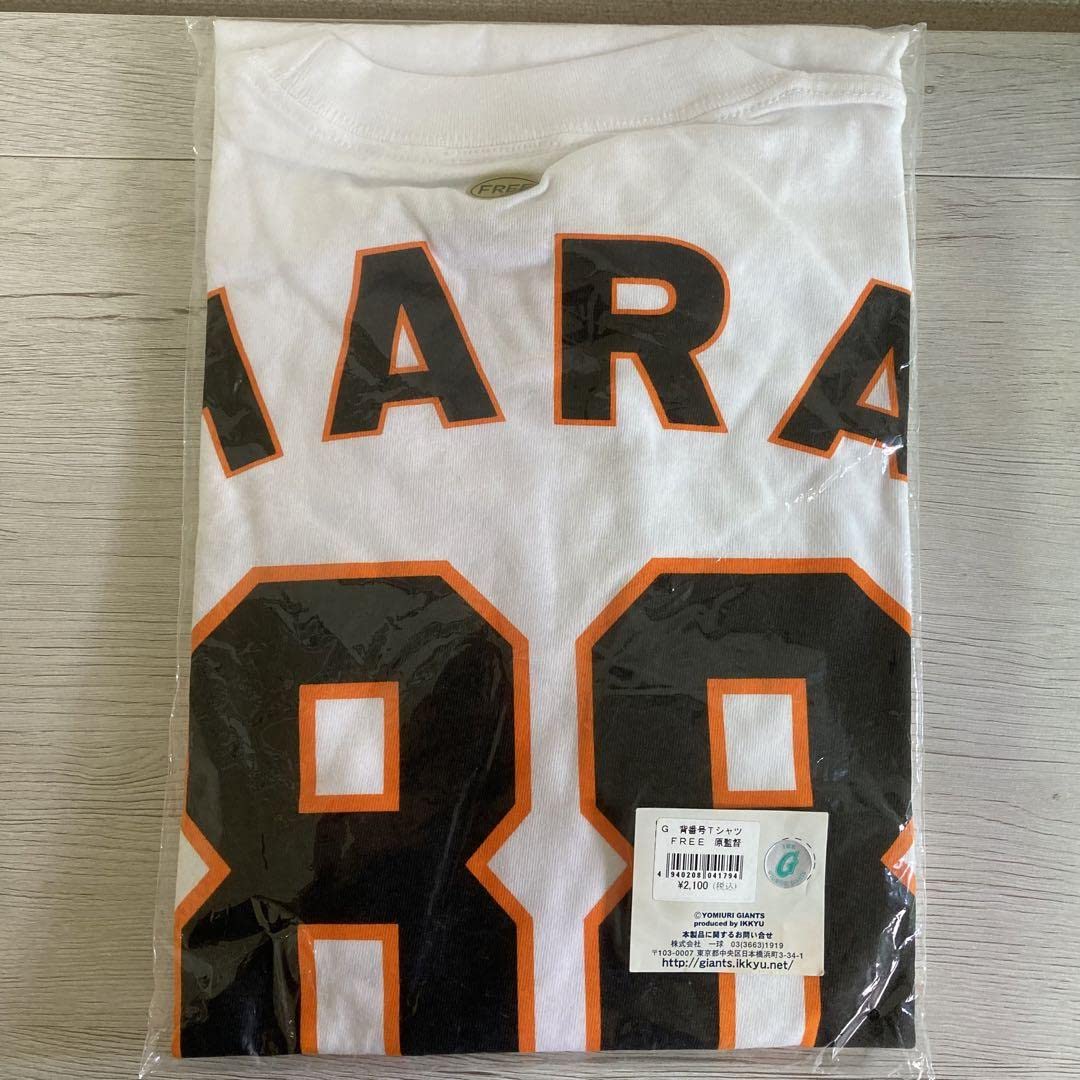 FREE
HARA
88
G 背番号Tシャツ
FREE 原監督
4 940208 041794
¥2,100 (税込)
G
©YOMIURI GIANTS
produced by IKKYU
本製品に関するお問い合せ
株式会社 一球 03(3663)1919
〒103-0007 東京都中央区日本橋浜町3-34-1
http://giants.ikkyu.net/